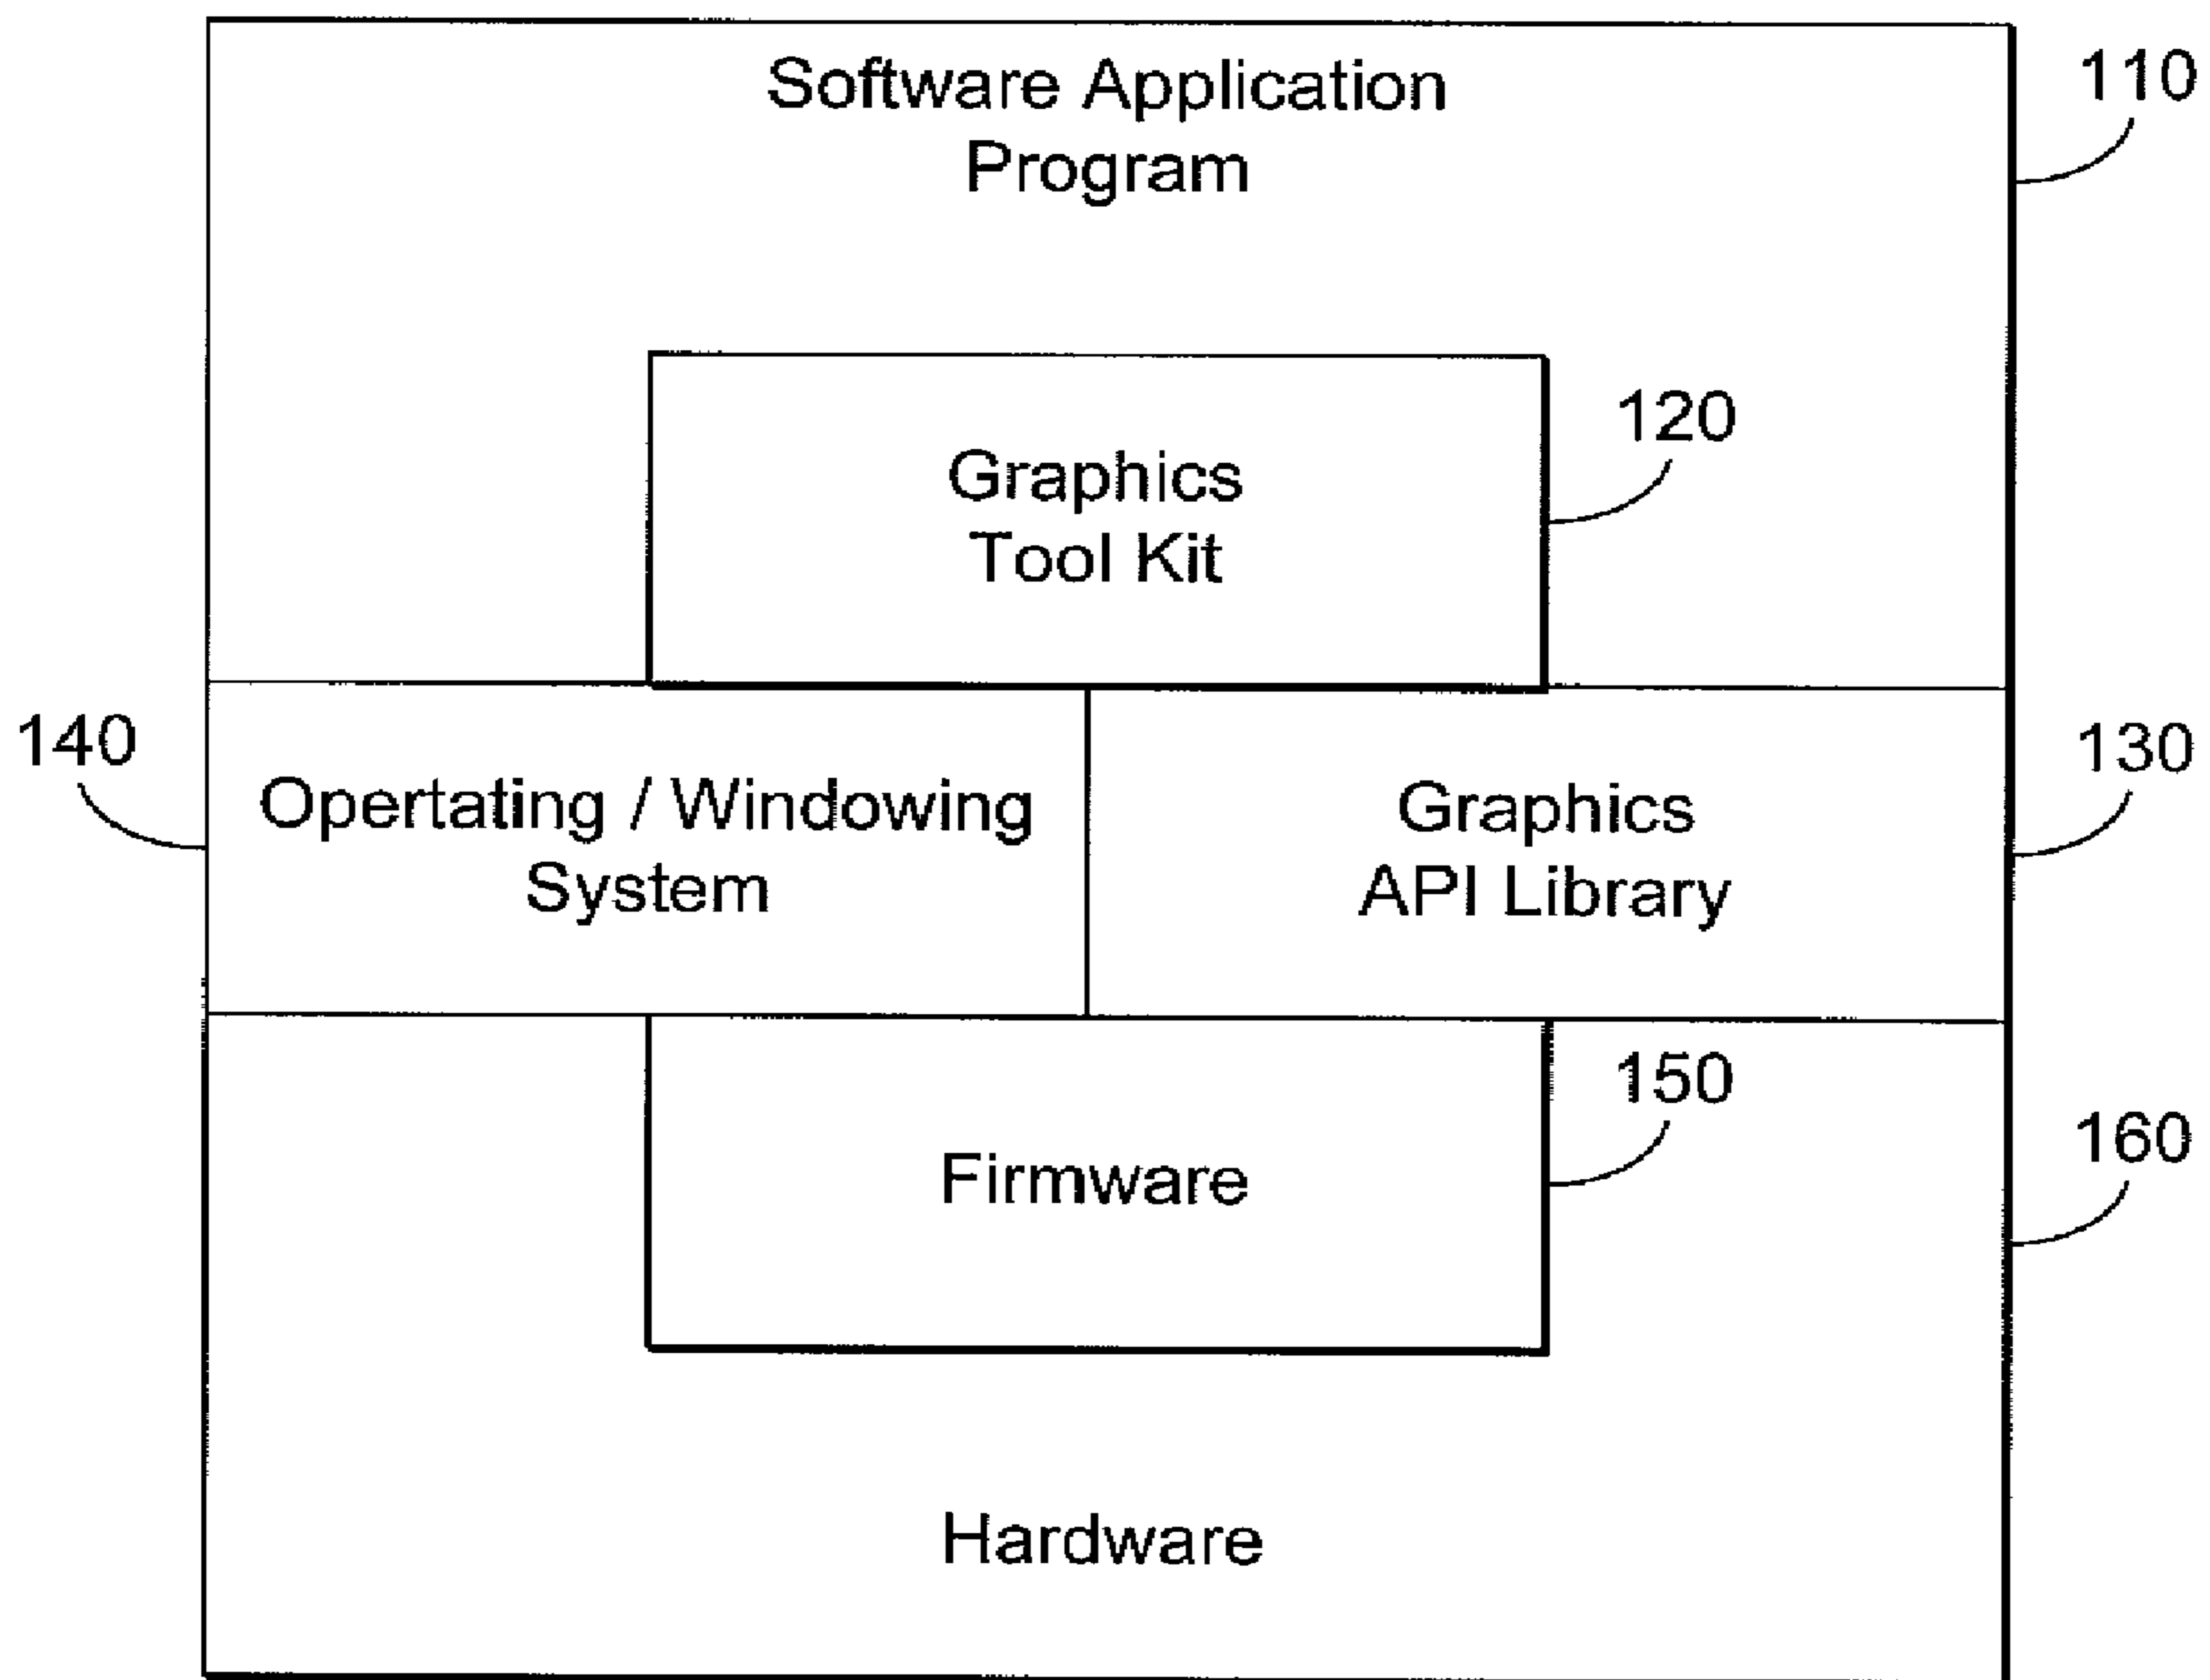 Software Application
Program
110
Graphics
Tool Kit
120
140
Opertating / Windowing
System
Graphics
API Library
130
Firmware
150
160
Hardware